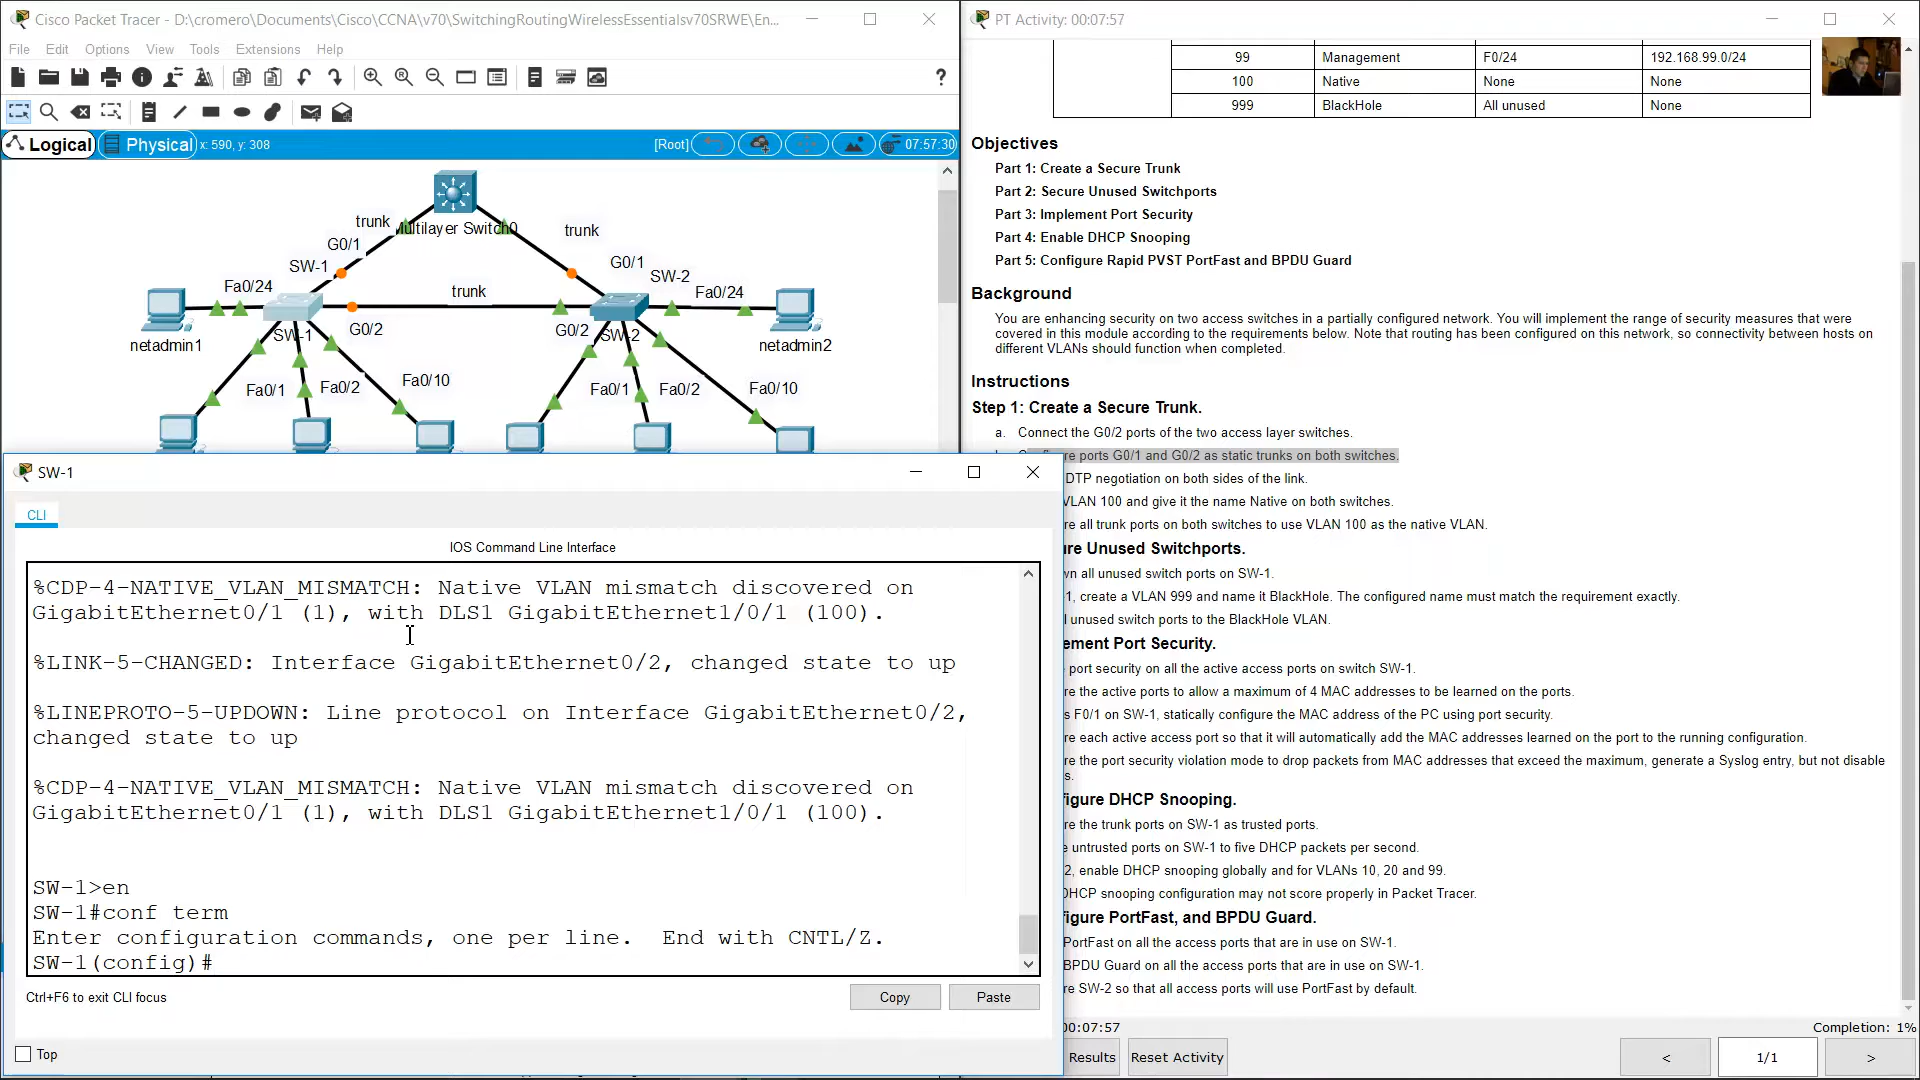 Cisco Packet Tracer - D:\cromero\Documents\Cisco\CCNA\v70\SwitchingRoutingWirelessEssentialsv70SRWE\En...
File Edit Options View Tools Extensions Help
Logical
Physical
x: 590, y: 308
[Root]
07:57:30
trunk
Multilayer Switch0
trunk
G0/1
SW-1
G0/1
SW-2
Fa0/24
trunk
Fa0/24
SW-1
G0/2
G0/2
SW-2
netadmin1
netadmin2
Fa0/1
Fa0/2
Fa0/10
Fa0/1
Fa0/2
Fa0/10
SW-1
CLI
IOS Command Line Interface
%CDP-4-NATIVE_VLAN_MISMATCH: Native VLAN mismatch discovered on
GigabitEthernet0/1 (1), with DLS1 GigabitEthernet1/0/1 (100).
%LINK-5-CHANGED: Interface GigabitEthernet0/2, changed state to up
%LINEPROTO-5-UPDOWN: Line protocol on Interface GigabitEthernet0/2,
changed state to up
%CDP-4-NATIVE_VLAN_MISMATCH: Native VLAN mismatch discovered on
GigabitEthernet0/1 (1), with DLS1 GigabitEthernet1/0/1 (100).
SW-1>en
SW-1#conf term
Enter configuration commands, one per line. End with CNTL/Z.
SW-1(config)#
Ctrl+F6 to exit CLI focus
Copy
Paste
Top
PT Activity: 00:07:57
99 Management F0/24 192.168.99.0/24
100 Native None None
999 BlackHole All unused None
Objectives
Part 1: Create a Secure Trunk
Part 2: Secure Unused Switchports
Part 3: Implement Port Security
Part 4: Enable DHCP Snooping
Part 5: Configure Rapid PVST PortFast and BPDU Guard
Background
You are enhancing security on two access switches in a partially configured network. You will implement the range of security measures that were
covered in this module according to the requirements below. Note that routing has been configured on this network, so connectivity between hosts on
different VLANs should function when completed.
Instructions
Step 1: Create a Secure Trunk.
a. Connect the G0/2 ports of the two access layer switches.
re ports G0/1 and G0/2 as static trunks on both switches.
DTP negotiation on both sides of the link.
VLAN 100 and give it the name Native on both switches.
re all trunk ports on both switches to use VLAN 100 as the native VLAN.
ure Unused Switchports.
wn all unused switch ports on SW-1.
1, create a VLAN 999 and name it BlackHole. The configured name must match the requirement exactly.
l unused switch ports to the BlackHole VLAN.
ement Port Security.
port security on all the active access ports on switch SW-1.
re the active ports to allow a maximum of 4 MAC addresses to be learned on the ports.
s F0/1 on SW-1, statically configure the MAC address of the PC using port security.
re each active access port so that it will automatically add the MAC addresses learned on the port to the running configuration.
re the port security violation mode to drop packets from MAC addresses that exceed the maximum, generate a Syslog entry, but not disable
s.
figure DHCP Snooping.
re the trunk ports on SW-1 as trusted ports.
e untrusted ports on SW-1 to five DHCP packets per second.
2, enable DHCP snooping globally and for VLANs 10, 20 and 99.
DHCP snooping configuration may not score properly in Packet Tracer.
figure PortFast, and BPDU Guard.
PortFast on all the access ports that are in use on SW-1.
BPDU Guard on all the access ports that are in use on SW-1.
re SW-2 so that all access ports will use PortFast by default.
00:07:57
Completion: 1%
Results
Reset Activity
<
1/1
>